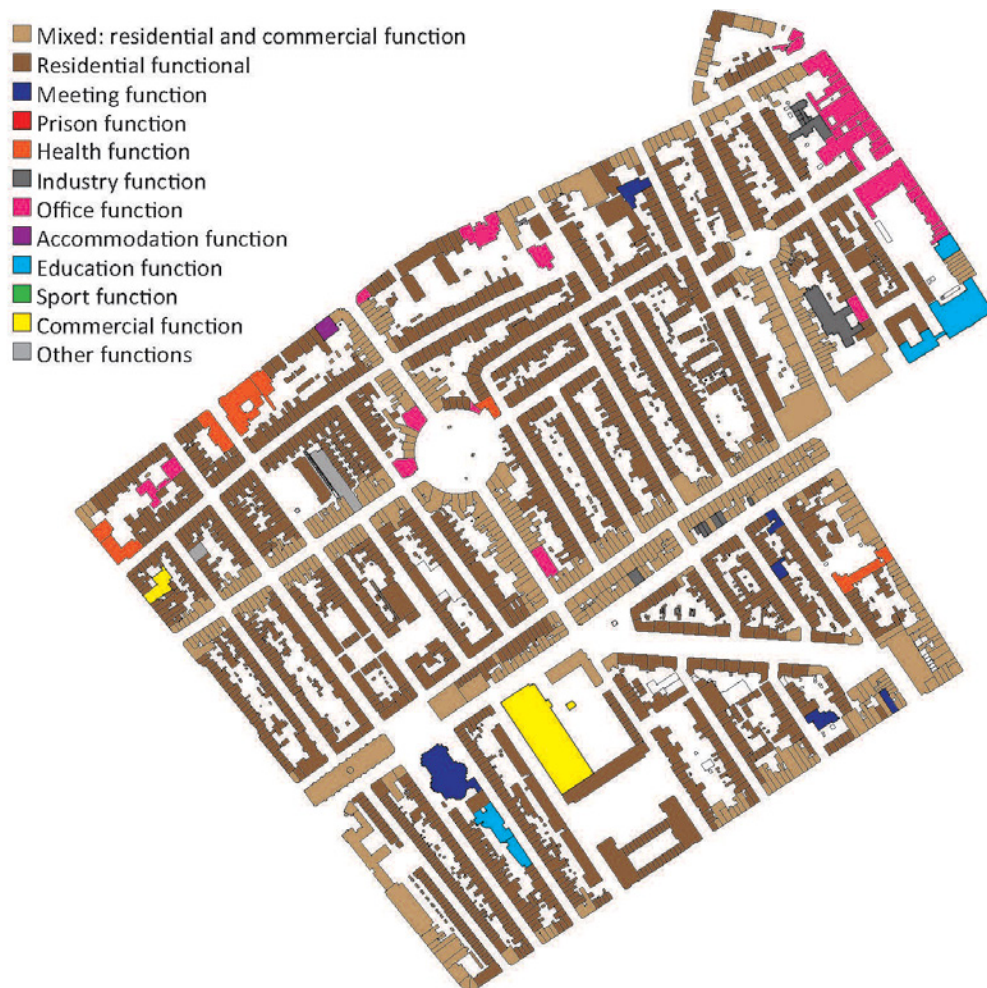 Mixed: residential and commercial function
Residential functional
Meeting function
Prison function
Health function
Industry function
Office function
Accommodation function
Education function
Sport function
Commercial function
Other functions